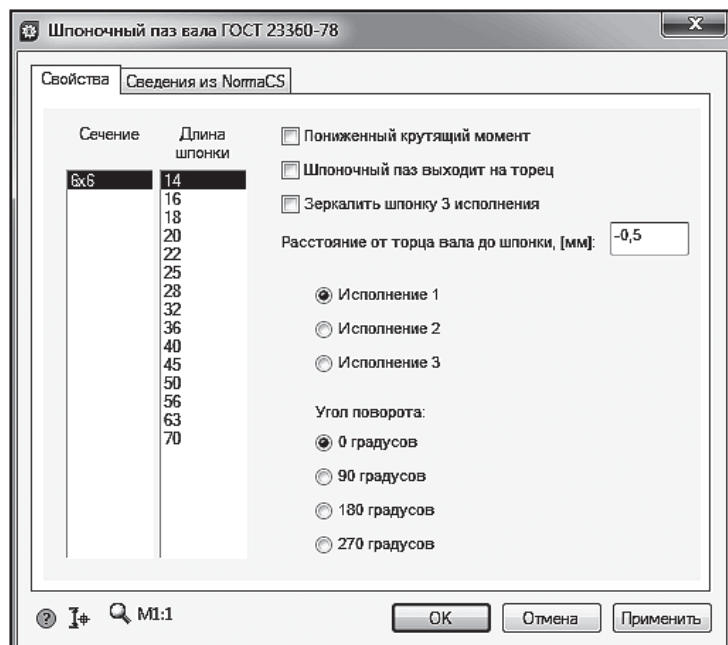 Шпоночный паз вала ГОСТ 23360-78
Свойства
Сведения из NormaCS
Сечение
Длина
шпонки
6x6
14
16
18
20
22
25
28
32
36
40
45
50
56
63
70
Пониженный крутящий момент
Шпоночный паз выходит на торец
Зеркалить шпонку 3 исполнения
Расстояние от торца вала до шпонки, [мм]:
-0,5
Исполнение 1
Исполнение 2
Исполнение 3
Угол поворота:
0 градусов
90 градусов
180 градусов
270 градусов
M1:1
OK
Отмена
Применить